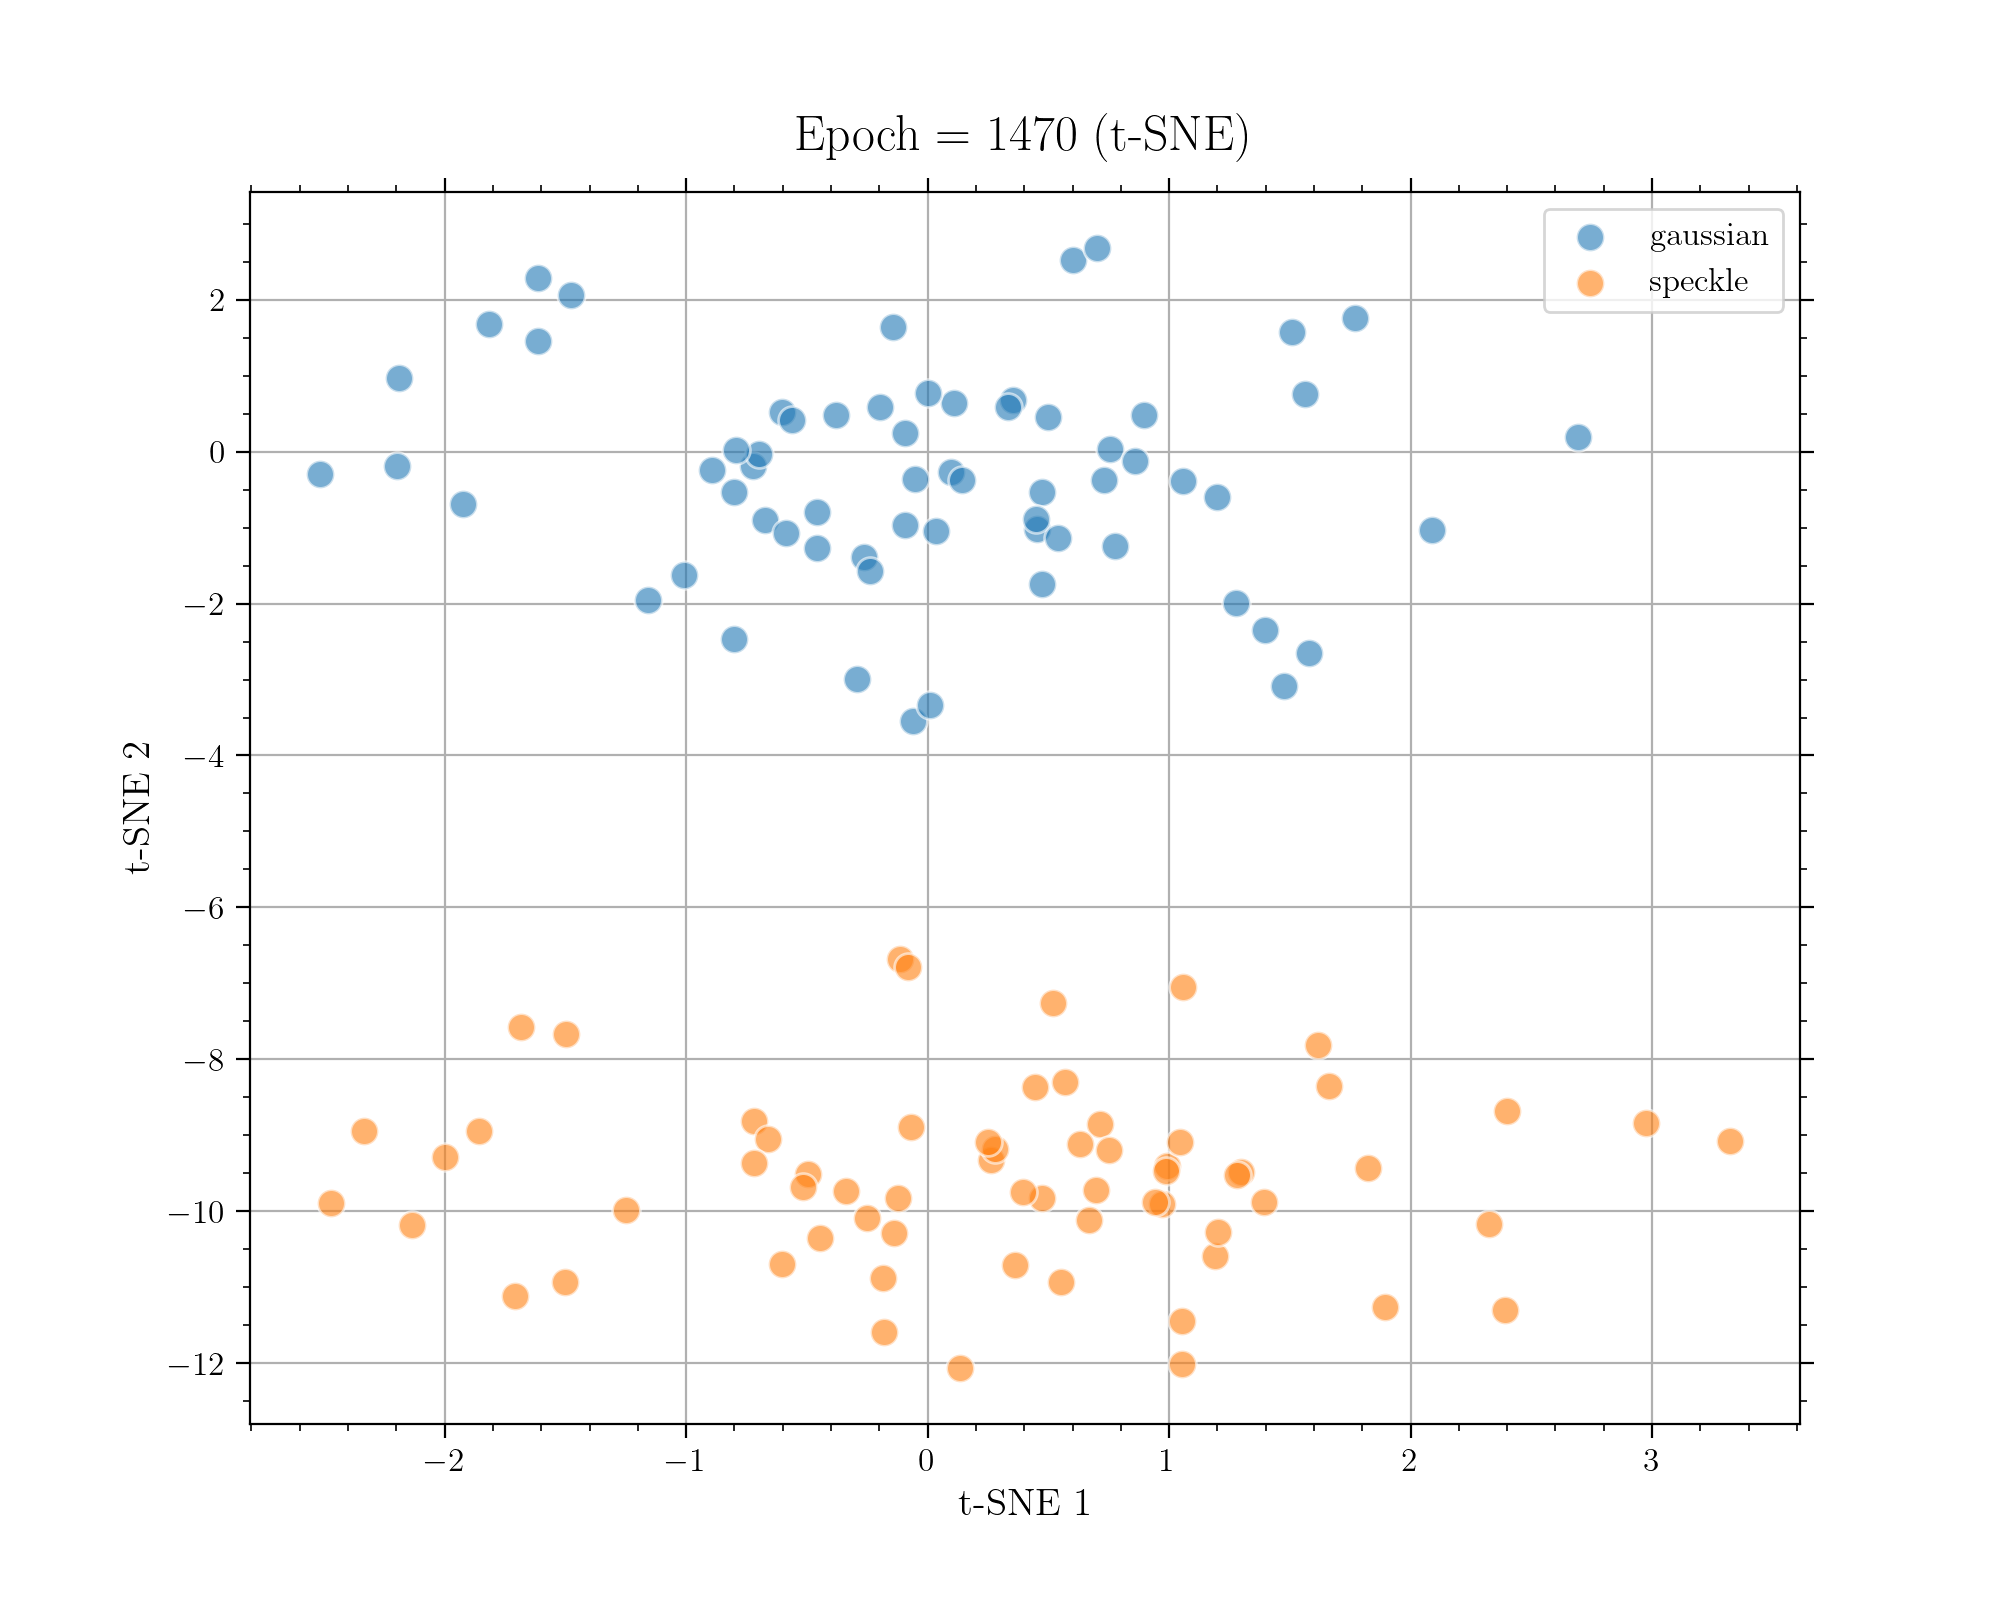 Epoch = 1470 (t-SNE)
gaussian
speckle
2
0
−2
−4
−6
−8
−10
−12
t-SNE 2
−2 −1 0 1 2 3
t-SNE 1